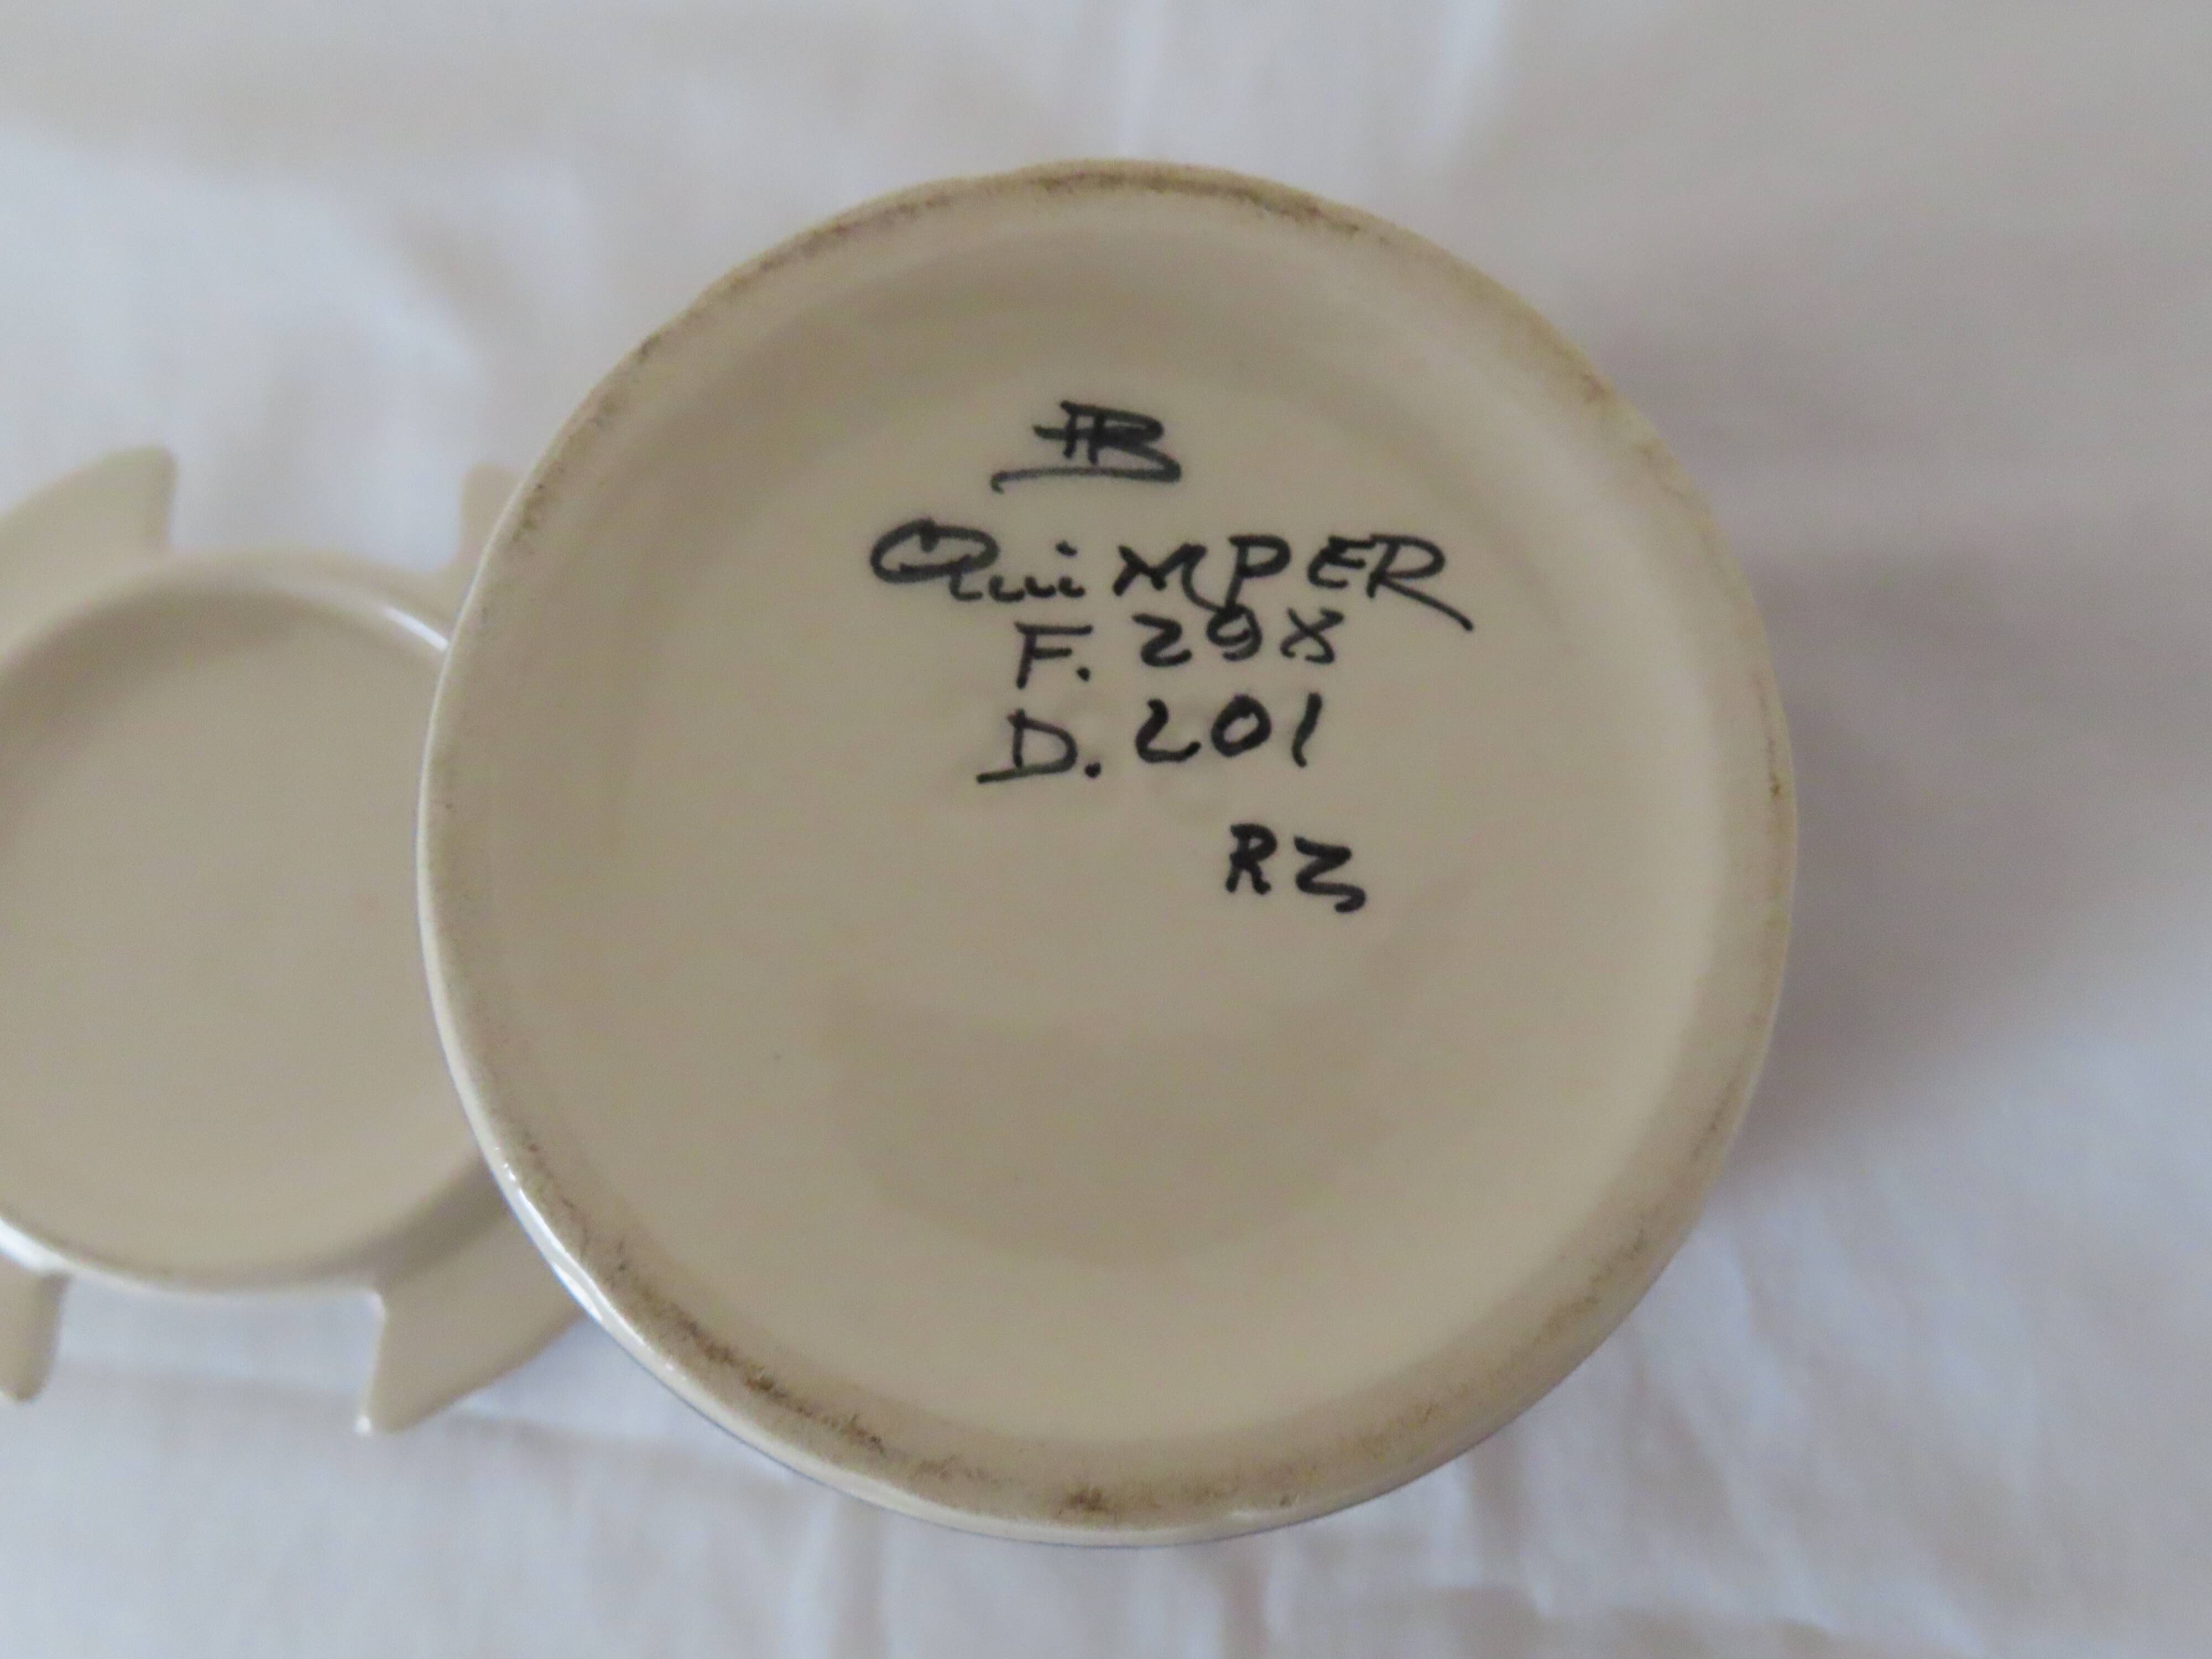 HB
QuiMPER
F. 298
D. 201
RZ